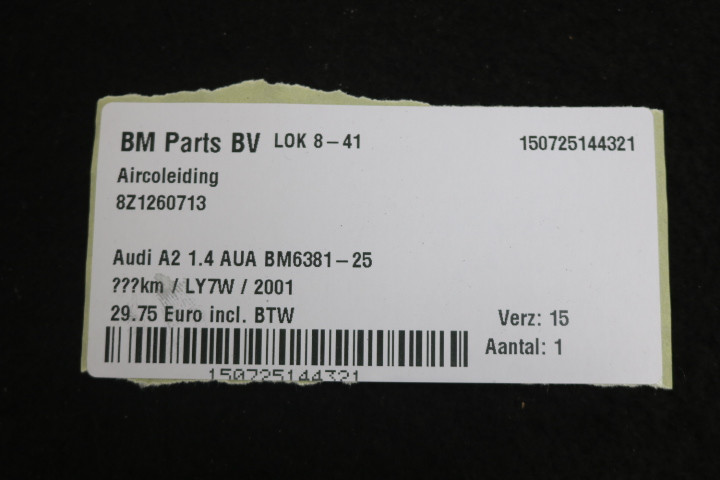 BM Parts BV LOK 8-41 150725144321
Aircoleiding
8Z1260713
Audi A2 1.4 AUA BM6381-25
???km / LY7W / 2001
29.75 Euro incl. BTW Verz: 15
Aantal: 1
150725144321